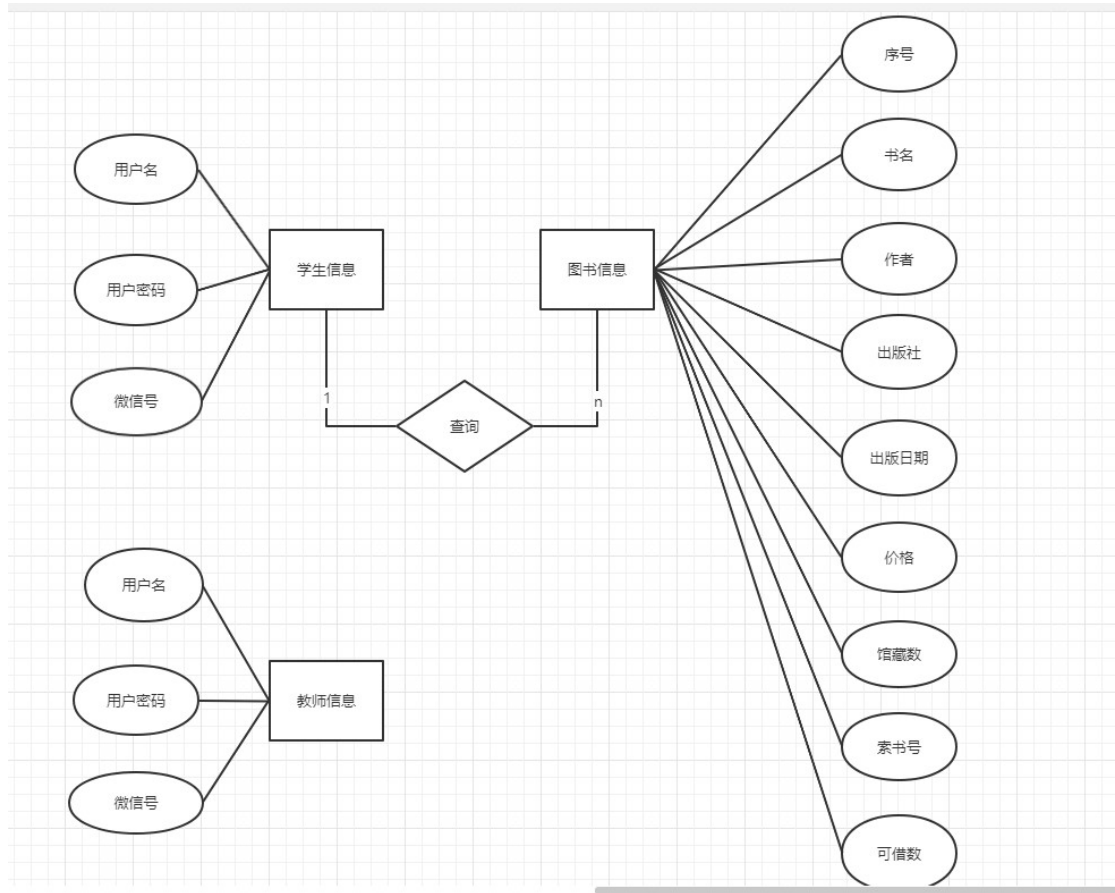 序号
用户名
书名
学生信息
图书信息
作者
用户密码
出版社
微信号
1
n
查询
出版日期
用户名
价格
馆藏数
用户密码
教师信息
索书号
微信号
可借数